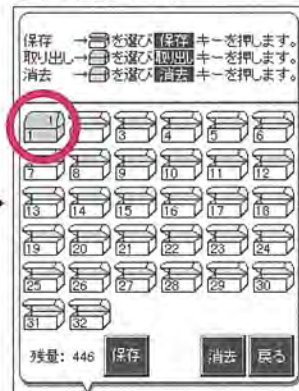 保存 →を選び 保存 キーを押します。
取り出し→を選び 取出し キーを押します。
消去 →を選び 消去 キーを押します。
1 1 2 3 4 5 6
7 8 9 10 11 12
13 14 15 16 17 18
19 20 21 22 23 24
25 26 27 28 29 30
31 32
残量: 446 保存 消去 戻る